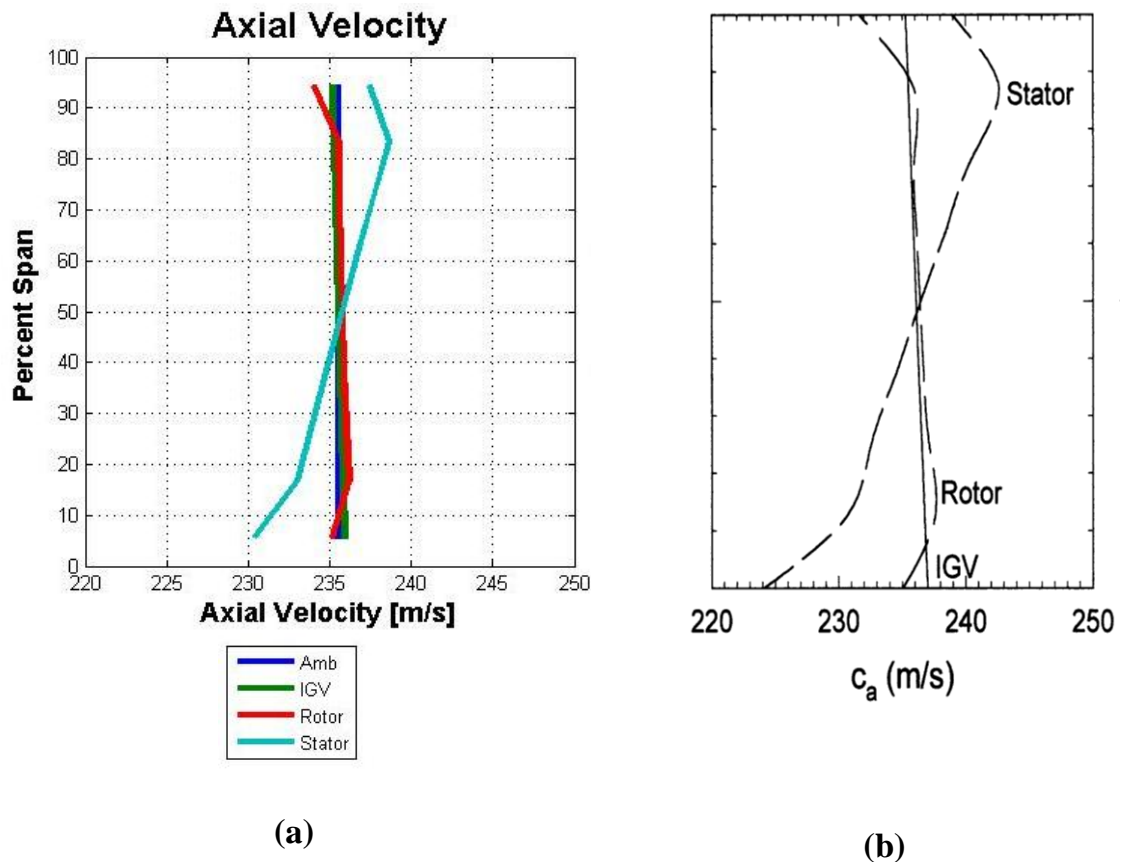 Axial Velocity
100
90
80
70
60
50
40
30
20
10
0
Percent Span
220 225 230 235 240 245 250
Axial Velocity [m/s]
Amb
IGV
Rotor
Stator
(a)
Stator
Rotor
IGV
220 230 240 250
c_a (m/s)
(b)